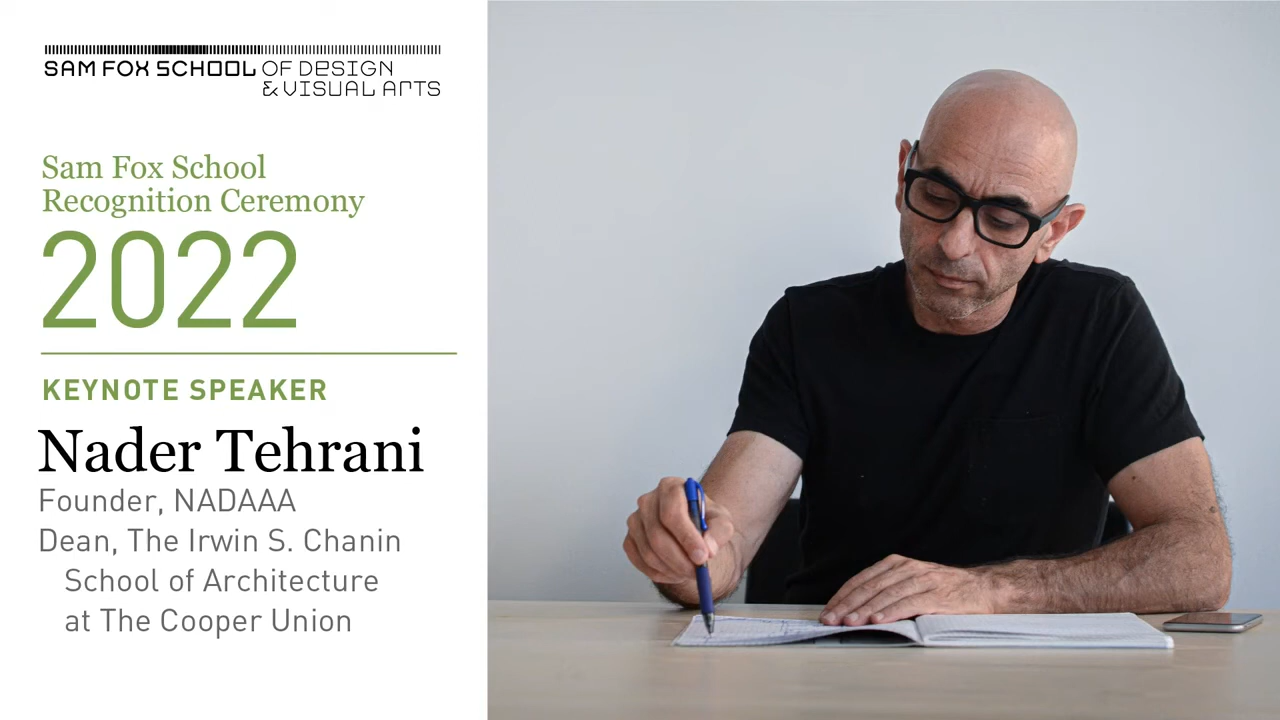 SAM FOX SCHOOL OF DESIGN
& VISUAL ARTS
Sam Fox School
Recognition Ceremony
2022
KEYNOTE SPEAKER
Nader Tehrani
Founder, NADAAA
Dean, The Irwin S. Chanin
School of Architecture
at The Cooper Union